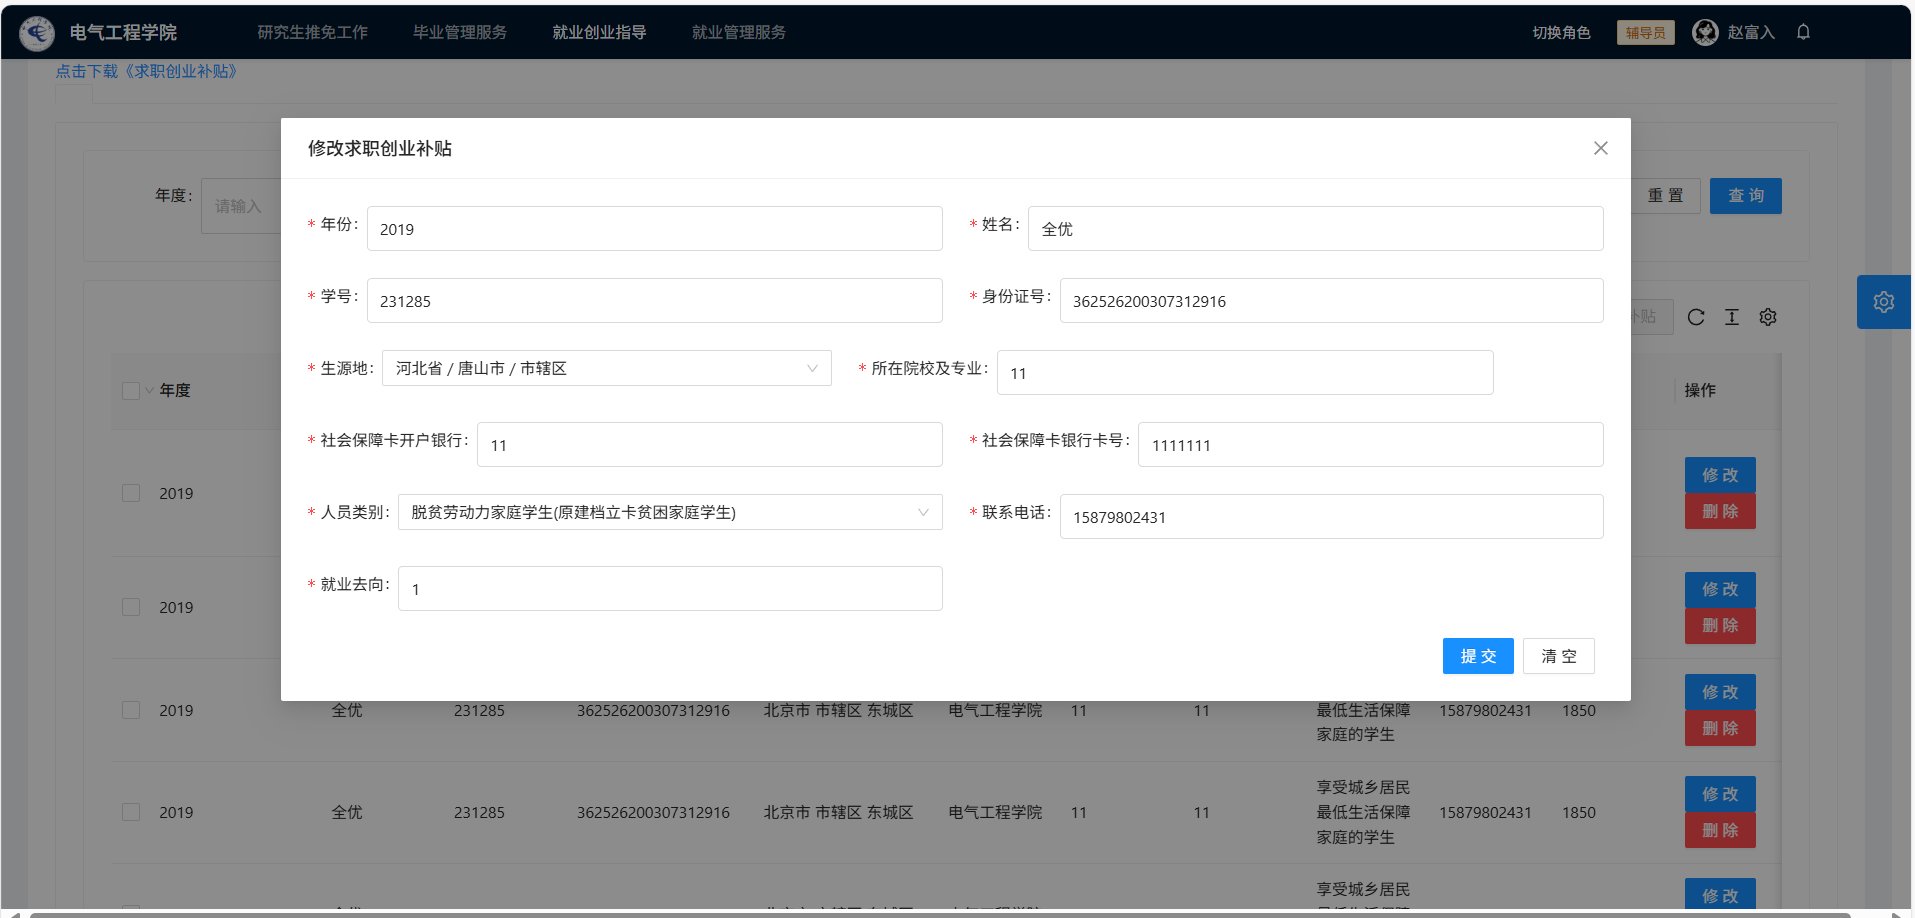 电气工程学院 研究生推免工作 毕业管理服务 就业创业指导 就业管理服务 切换角色 辅导员 赵富入
点击下载《求职创业补贴》
修改求职创业补贴
年度: 请输入 重 置 查 询
* 年份: 2019 * 姓名: 全优
* 学号: 231285 * 身份证号: 362526200307312916
补贴
* 生源地: 河北省 / 唐山市 / 市辖区 * 所在院校及专业: 11
年度 操作
* 社会保障卡开户银行: 11 * 社会保障卡银行卡号: 1111111
2019 修 改
删 除
* 人员类别: 脱贫劳动力家庭学生(原建档立卡贫困家庭学生) * 联系电话: 15879802431
* 就业去向: 1
2019 修 改
删 除
提 交 清 空
2019 全优 231285 362526200307312916 北京市 市辖区 东城区 电气工程学院 11 11 最低生活保障 15879802431 1850 修 改
家庭的学生 删 除
享受城乡居民
2019 全优 231285 362526200307312916 北京市 市辖区 东城区 电气工程学院 11 11 最低生活保障 15879802431 1850 修 改
家庭的学生 删 除
享受城乡居民
修 改